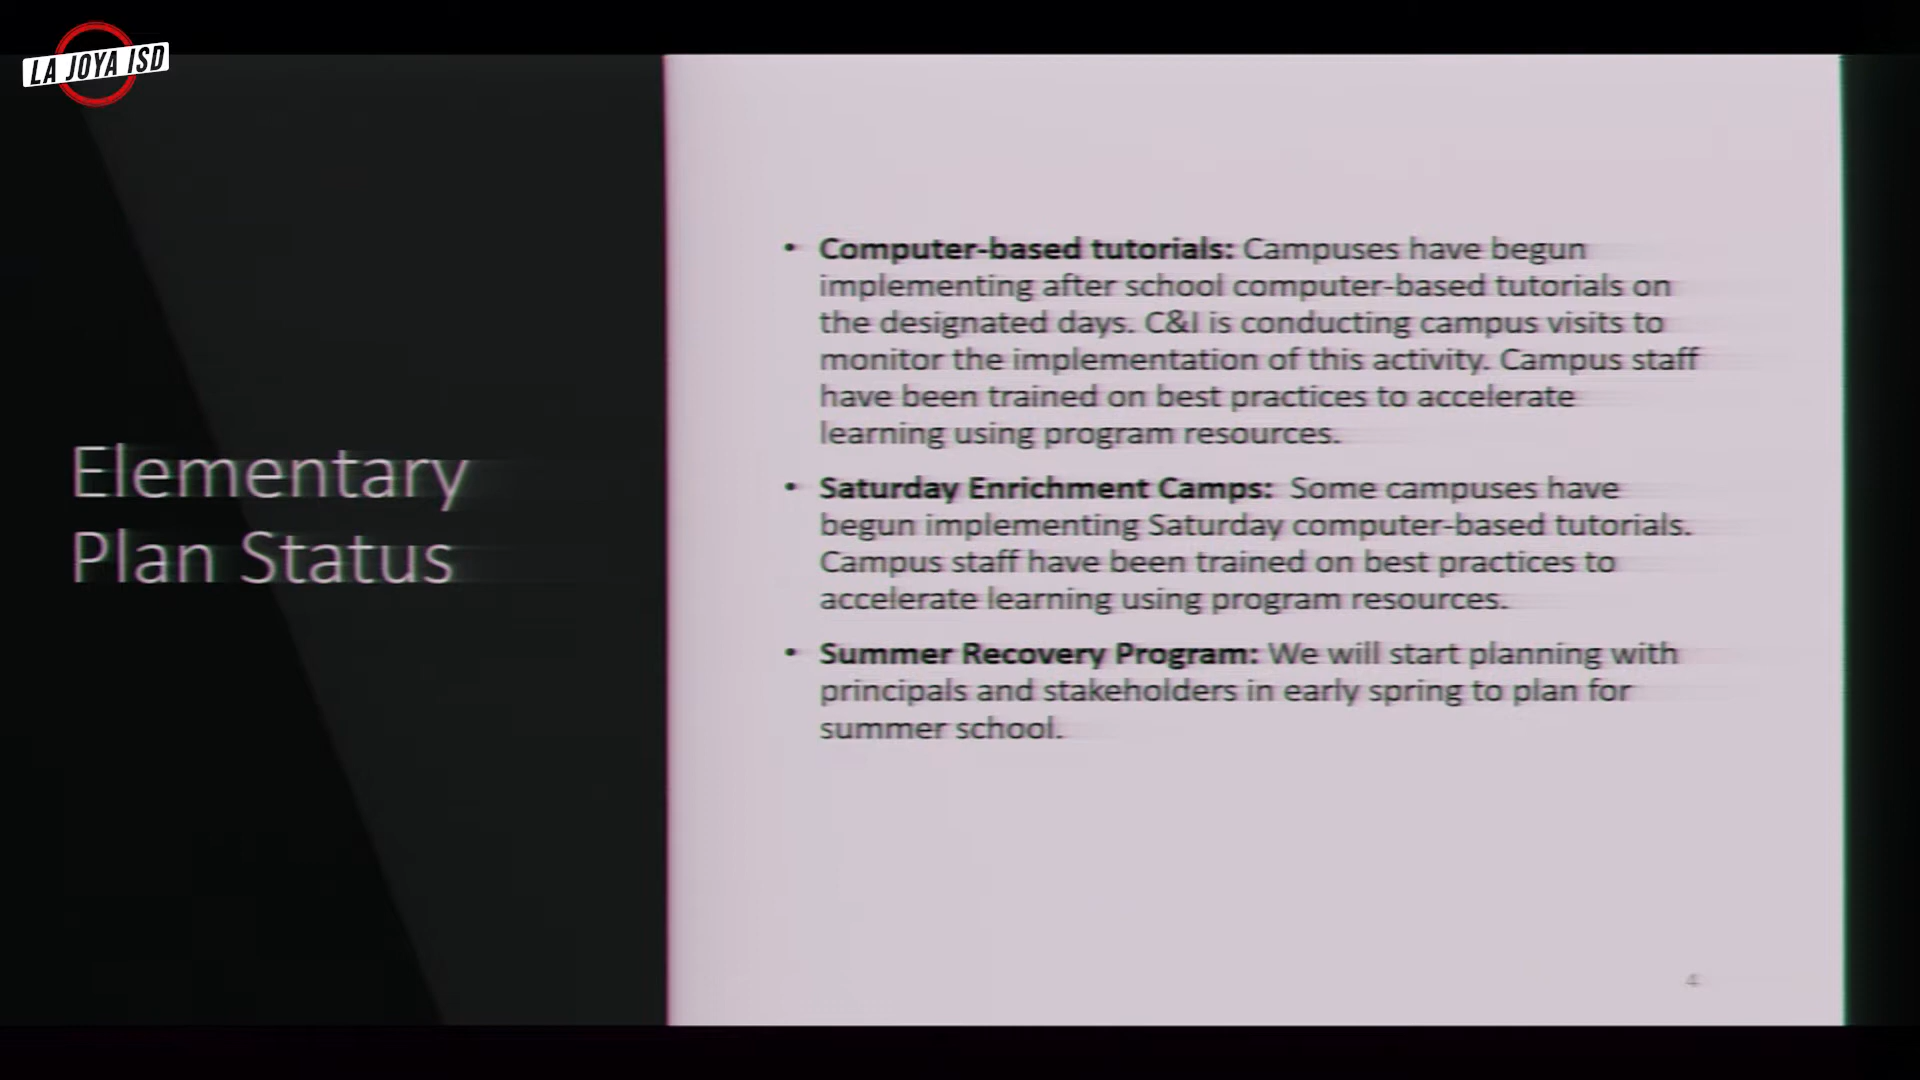 LA JOYA ISD
Elementary
Plan Status
• Computer-based tutorials: Campuses have begun
implementing after school computer-based tutorials on
the designated days. C&I is conducting campus visits to
monitor the implementation of this activity. Campus staff
have been trained on best practices to accelerate
learning using program resources.
• Saturday Enrichment Camps: Some campuses have
begun implementing Saturday computer-based tutorials.
Campus staff have been trained on best practices to
accelerate learning using program resources.
• Summer Recovery Program: We will start planning with
principals and stakeholders in early spring to plan for
summer school.
4